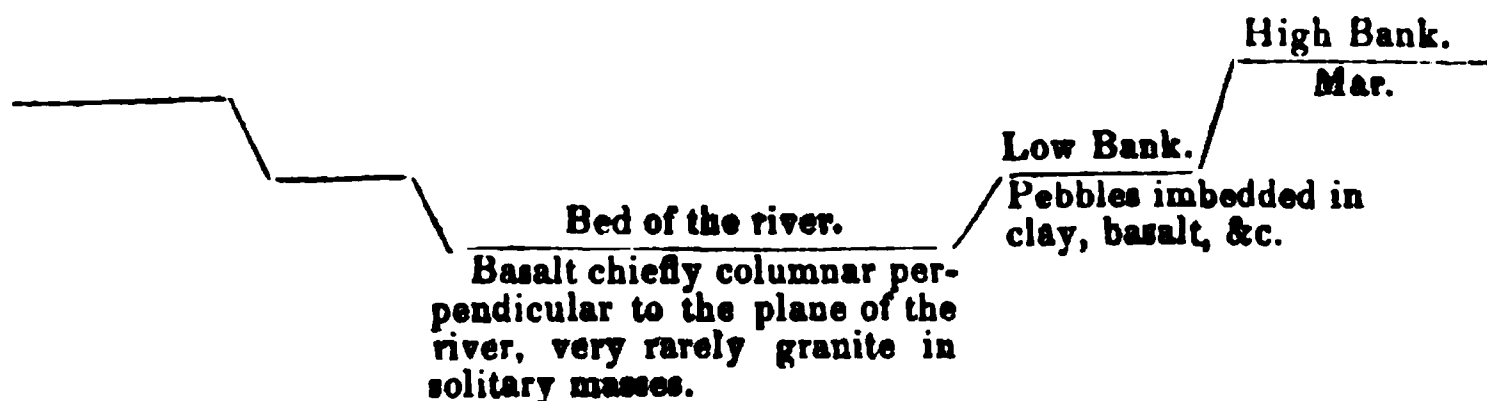 High Bank.
Mar.
Low Bank.
Pebbles imbedded in
clay, basalt, &c.
Bed of the river.
Basalt chiefly columnar per-
pendicular to the plane of the
river, very rarely granite in
solitary masses.